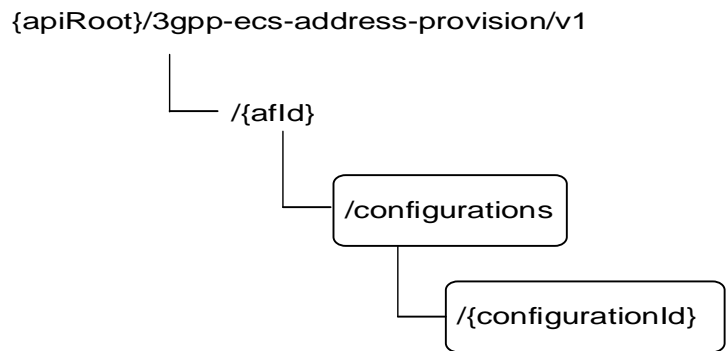 {apiRoot}/3gpp-ecs-address-provision/v1
/{afId}
/configurations
/{configurationId}